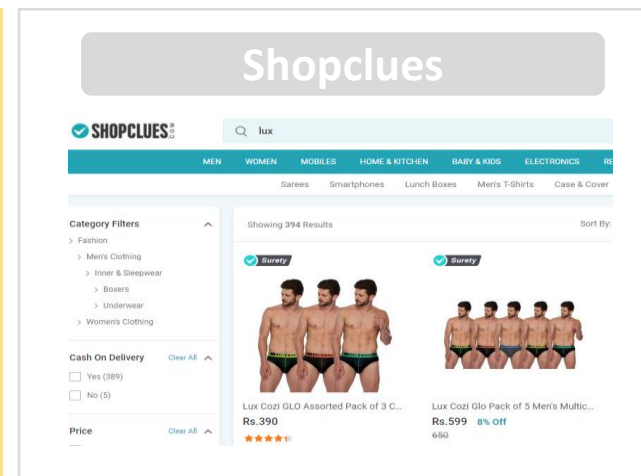 Shopclues
SHOPCLUES.COM
lux
MEN WOMEN MOBILES HOME & KITCHEN BABY & KIDS ELECTRONICS RE
Sarees Smartphones Lunch Boxes Men's T-Shirts Case & Cover
Category Filters
> Fashion
> Men's Clothing
> Inner & Sleepwear
> Boxers
> Underwear
> Women's Clothing
Cash On Delivery Clear All
Yes (389)
No (5)
Price Clear All
Showing 394 Results Sort By:
Surety
Lux Cozi GLO Assorted Pack of 3 C...
Rs.390
Surety
Lux Cozi Glo Pack of 5 Men's Multic...
Rs.599 8% Off
650